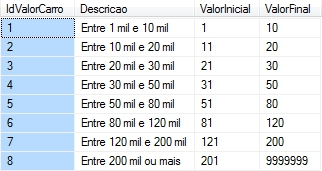 IdValorCarro Descricao ValorInicial ValorFinal
1 Entre 1 mil e 10 mil 1 10
2 Entre 10 mil e 20 mil 11 20
3 Entre 20 mil e 30 mil 21 30
4 Entre 30 mil e 50 mil 31 50
5 Entre 50 mil e 80 mil 51 80
6 Entre 80 mil e 120 mil 81 120
7 Entre 120 mil e 200 mil 121 200
8 Entre 200 mil ou mais 201 9999999